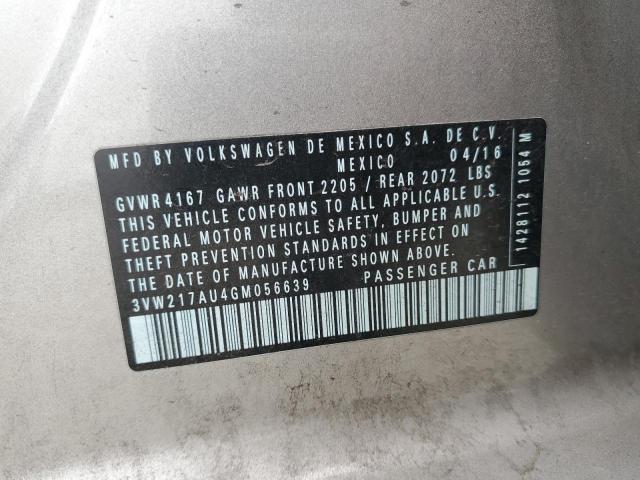 MFD BY VOLKSWAGEN DE MEXICO S.A. DE C.V.
MEXICO 04/16
GVWR 4167 GAWR FRONT 2205 / REAR 2072 LBS
THIS VEHICLE CONFORMS TO ALL APPLICABLE U.S.
FEDERAL MOTOR VEHICLE SAFETY, BUMPER AND
THEFT PREVENTION STANDARDS IN EFFECT ON
THE DATE OF MANUFACTURE SHOWN ABOVE.
3VW217AU4GM056639 PASSENGER CAR
1428112 1054 M